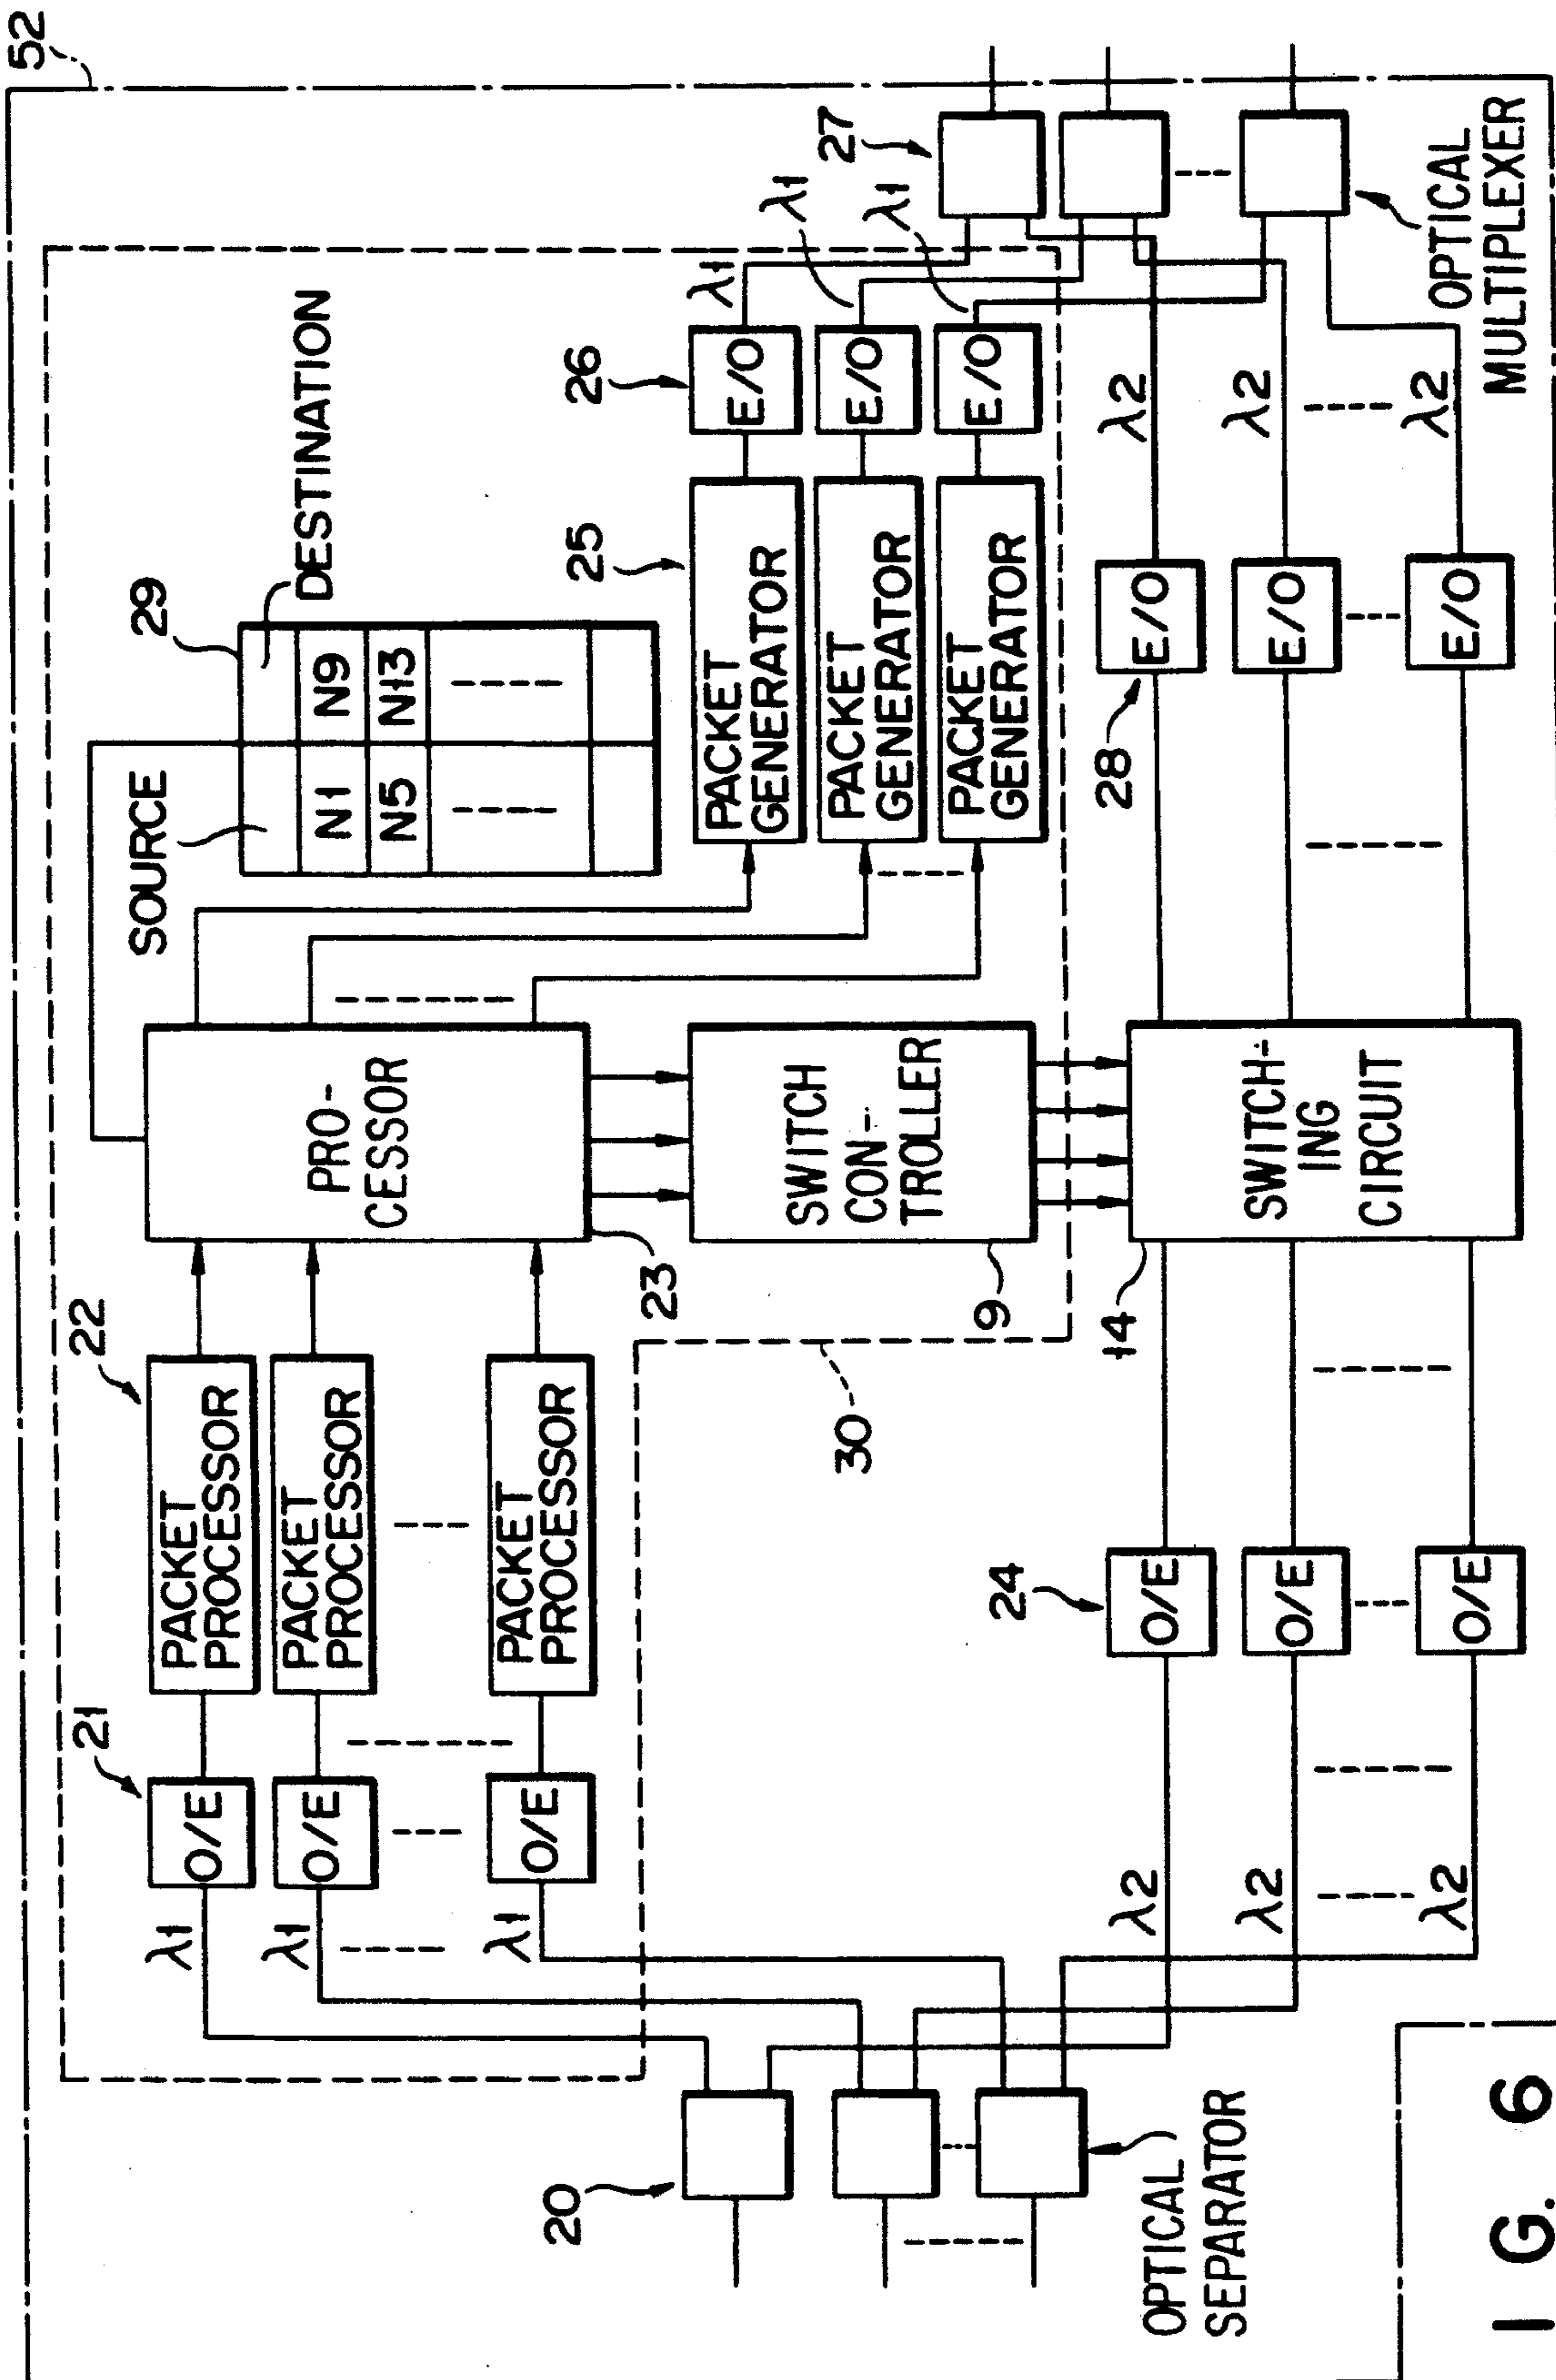 52
20
OPTICAL
SEPARATOR
21
O/E
O/E
O/E
λ1
λ1
λ1
22
PACKET
PROCESSOR
PACKET
PROCESSOR
PACKET
PROCESSOR
PRO-
CESSOR
23
SOURCE
29
DESTINATION
N1
N9
N5
N13
25
PACKET
GENERATOR
PACKET
GENERATOR
PACKET
GENERATOR
26
E/O
E/O
E/O
λ1
λ1
λ1
27
SWITCH
CON-
TROLLER
9
30
24
O/E
O/E
O/E
λ2
λ2
λ2
14
SWITCH-
ING
CIRCUIT
28
E/O
E/O
E/O
λ2
λ2
λ2
OPTICAL
MULTIPLEXER
I G. 6